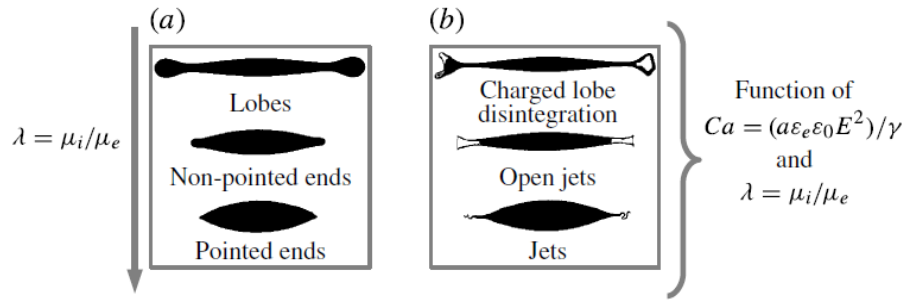 (a)
(b)
λ = μᵢ/μₑ
Lobes
Non-pointed ends
Pointed ends
Charged lobe
disintegration
Open jets
Jets
Function of
Ca = (aεₑε₀E²)/γ
and
λ = μᵢ/μₑ